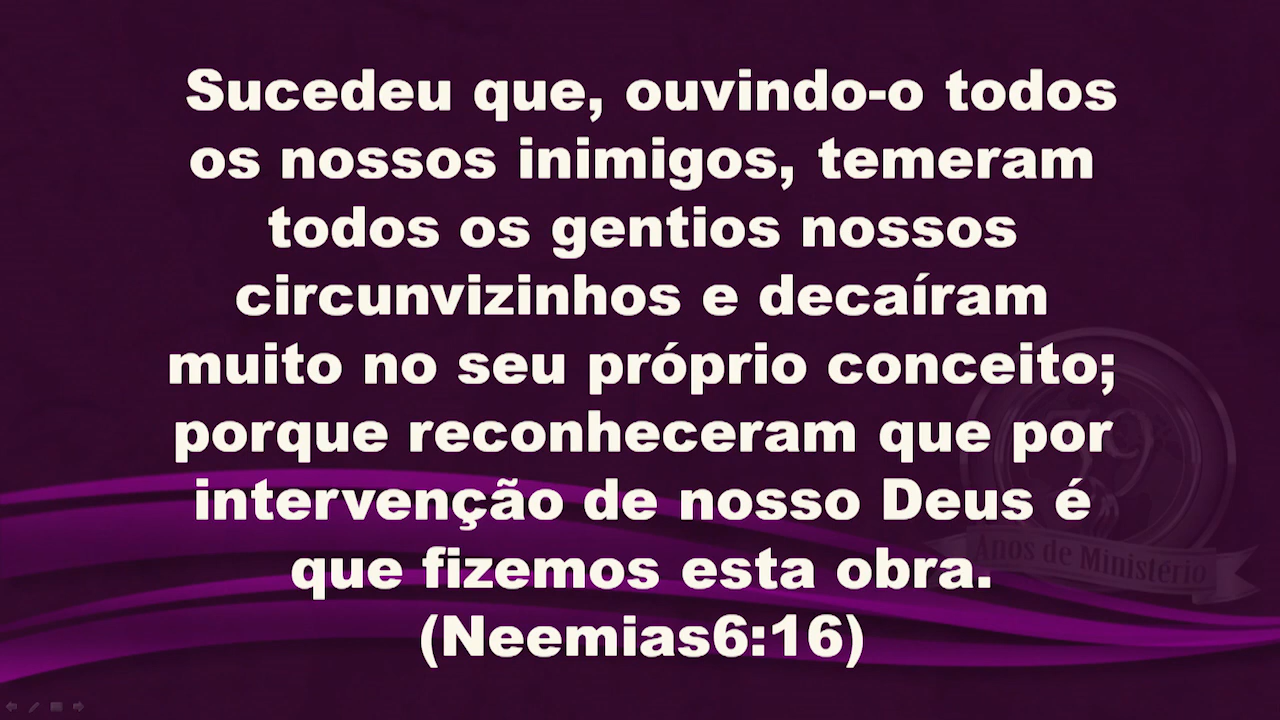 Sucedeu que, ouvindo-o todos
os nossos inimigos, temeram
todos os gentios nossos
circunvizinhos e decaíram
muito no seu próprio conceito;
porque reconheceram que por
intervenção de nosso Deus é
que fizemos esta obra.
(Neemias6:16)
39
Anos de Ministério